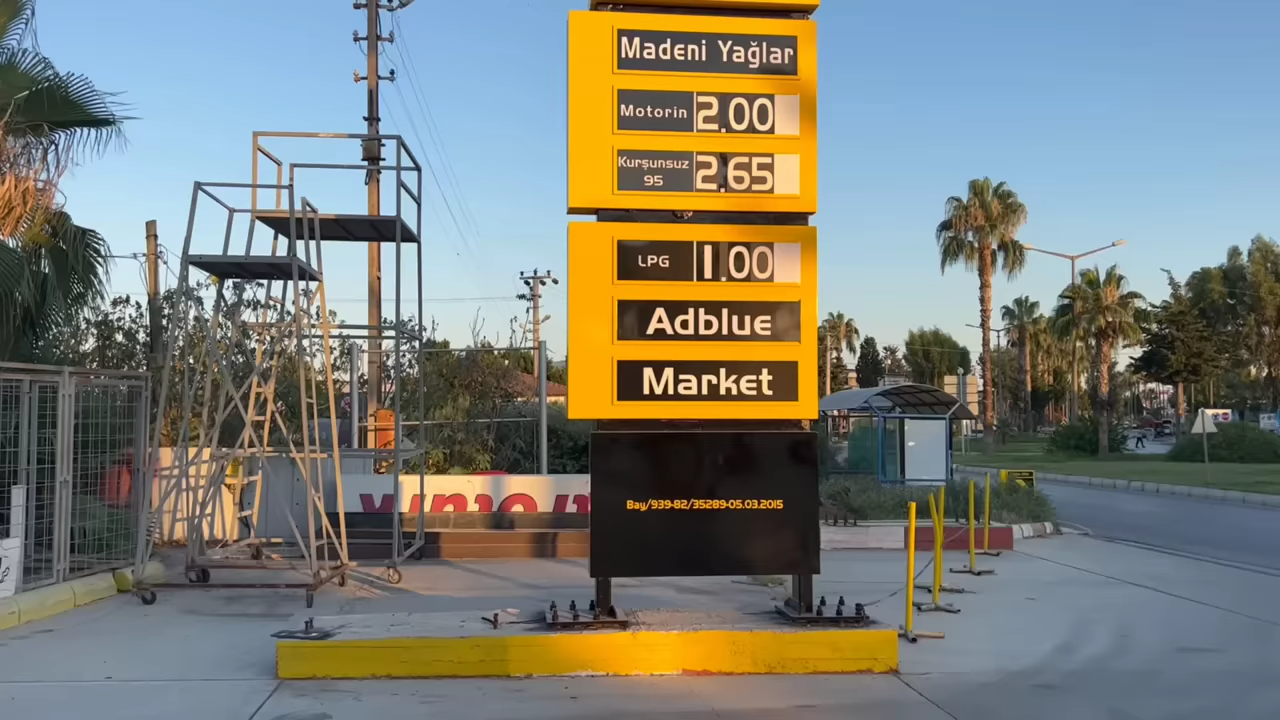 Madeni Yağlar
Motorin 2.00
Kurşunsuz 2.65
95
LPG 1.00
Adblue
Market
Bay/939-82/35289-05.03.2015